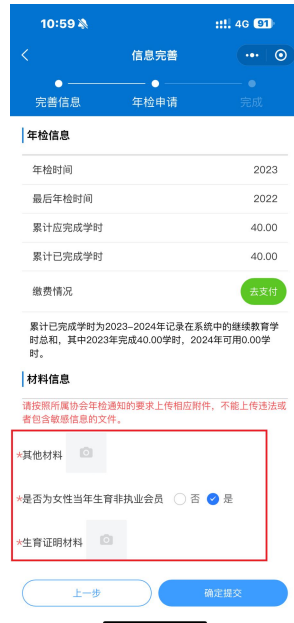 10:59 4G 91
信息完善
完善信息 年检申请 完成
年检信息
年检时间 2023
最后年检时间 2022
累计应完成学时 40.00
累计已完成学时 40.00
缴费情况 去支付
累计已完成学时为2023-2024年记录在系统中的继续教育学
时总和，其中2023年完成40.00学时，2024年可用0.00学
时。
材料信息
请按照所属协会年检通知的要求上传相应附件，不能上传违法或
者包含敏感信息的文件。
*其他材料
*是否为女性当年生育非执业会员 否 是
*生育证明材料
上一步 确定提交